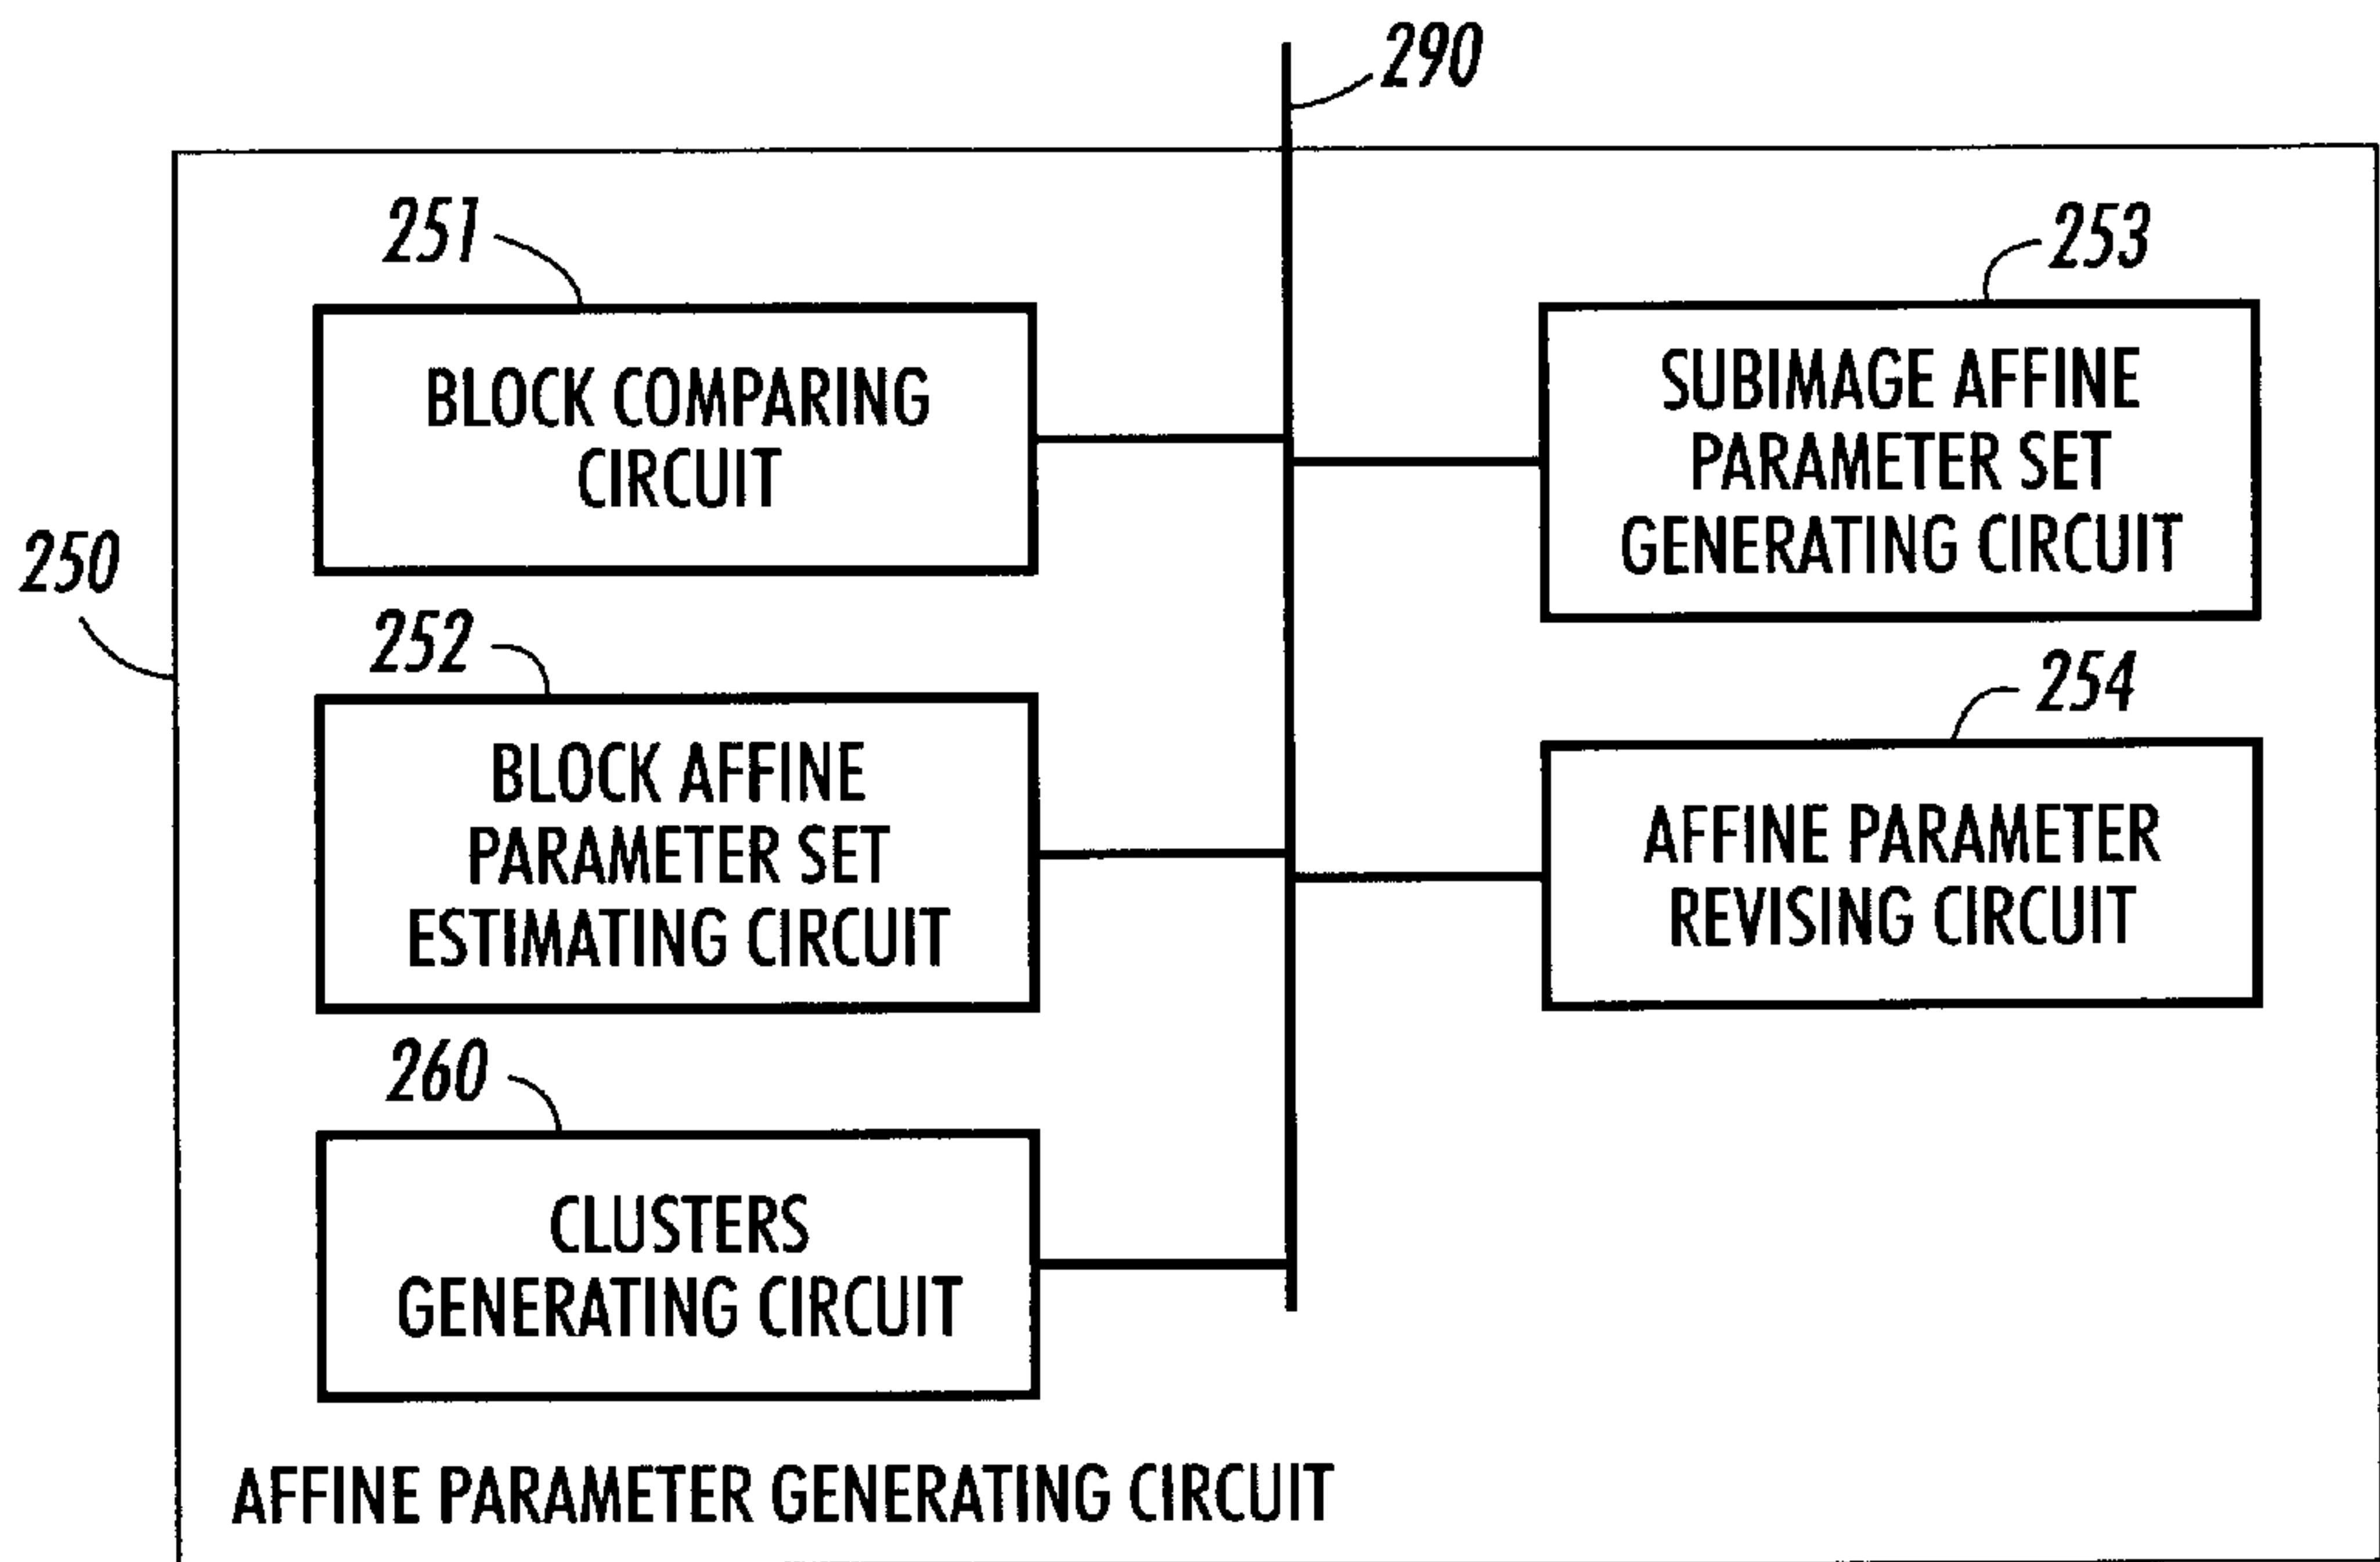 290
251
BLOCK COMPARING
CIRCUIT
253
SUBIMAGE AFFINE
PARAMETER SET
GENERATING CIRCUIT
250
252
BLOCK AFFINE
PARAMETER SET
ESTIMATING CIRCUIT
254
AFFINE PARAMETER
REVISING CIRCUIT
260
CLUSTERS
GENERATING CIRCUIT
AFFINE PARAMETER GENERATING CIRCUIT